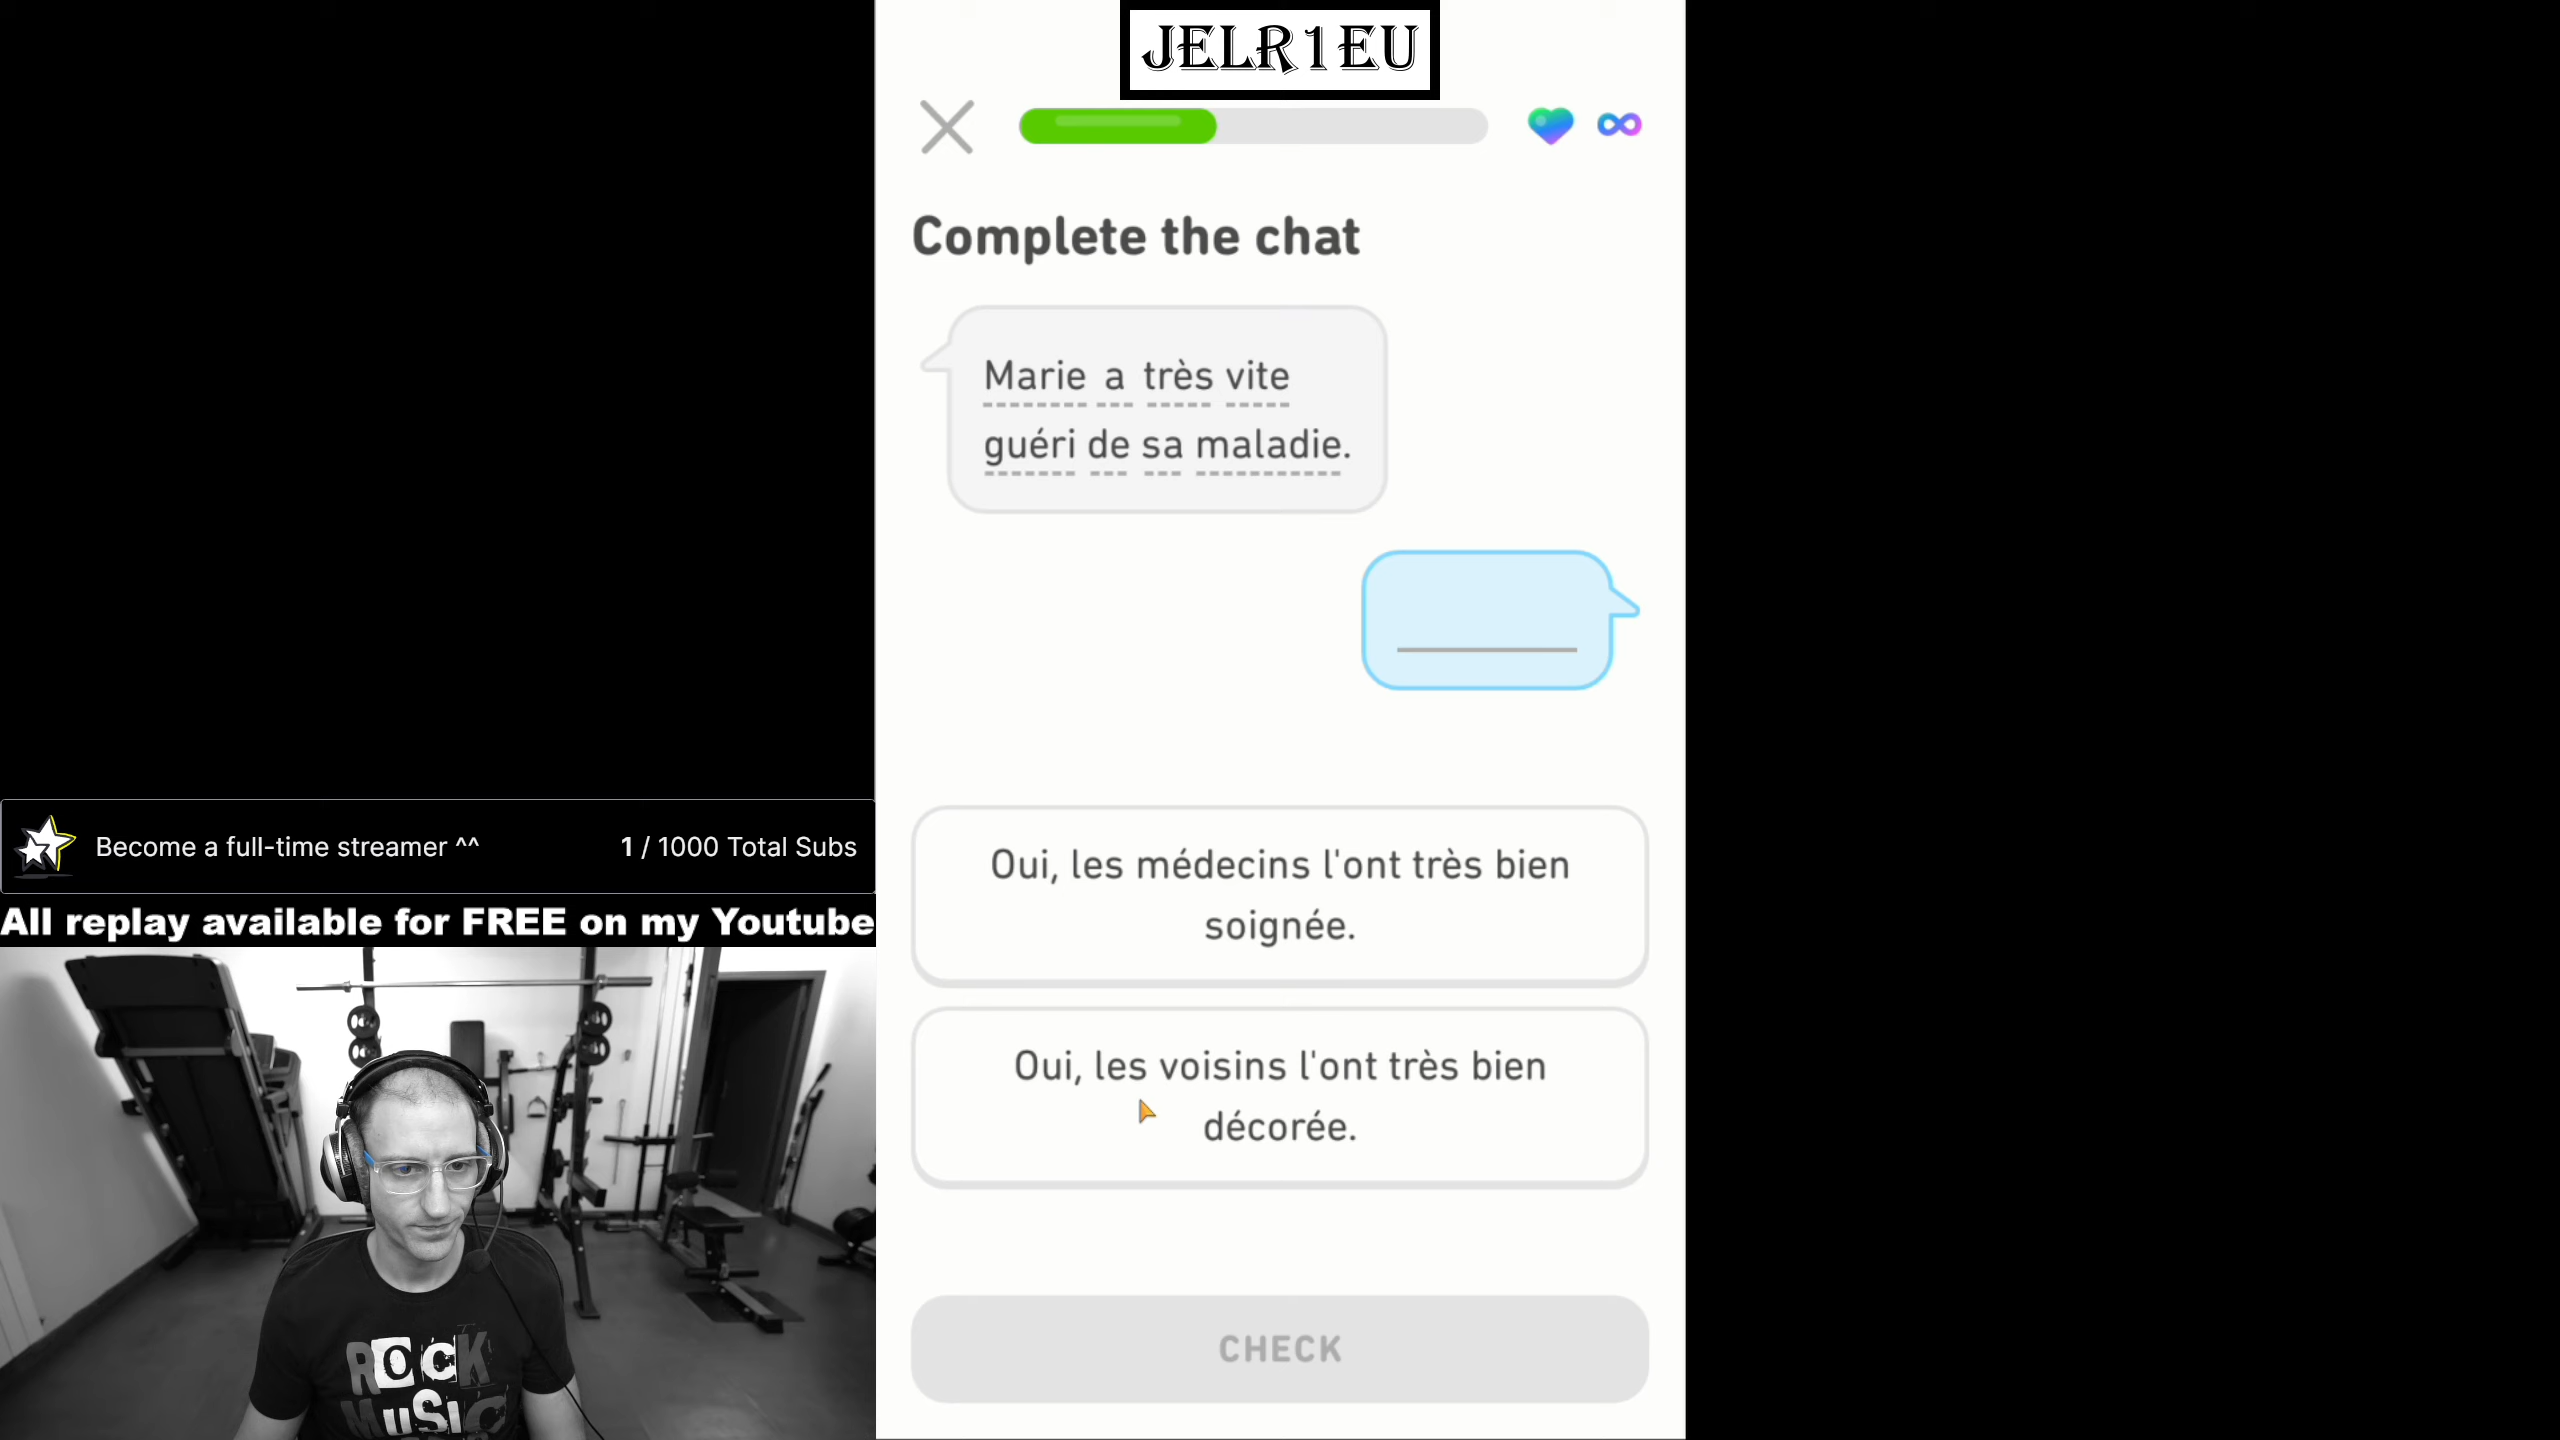 JELR1EU
Complete the chat
Marie a très vite
guéri de sa maladie.
Oui, les médecins l'ont très bien
soignée.
Oui, les voisins l'ont très bien
décorée.
CHECK
Become a full-time streamer ^^ 1 / 1000 Total Subs
All replay available for FREE on my Youtube
ROCK
MUSIC